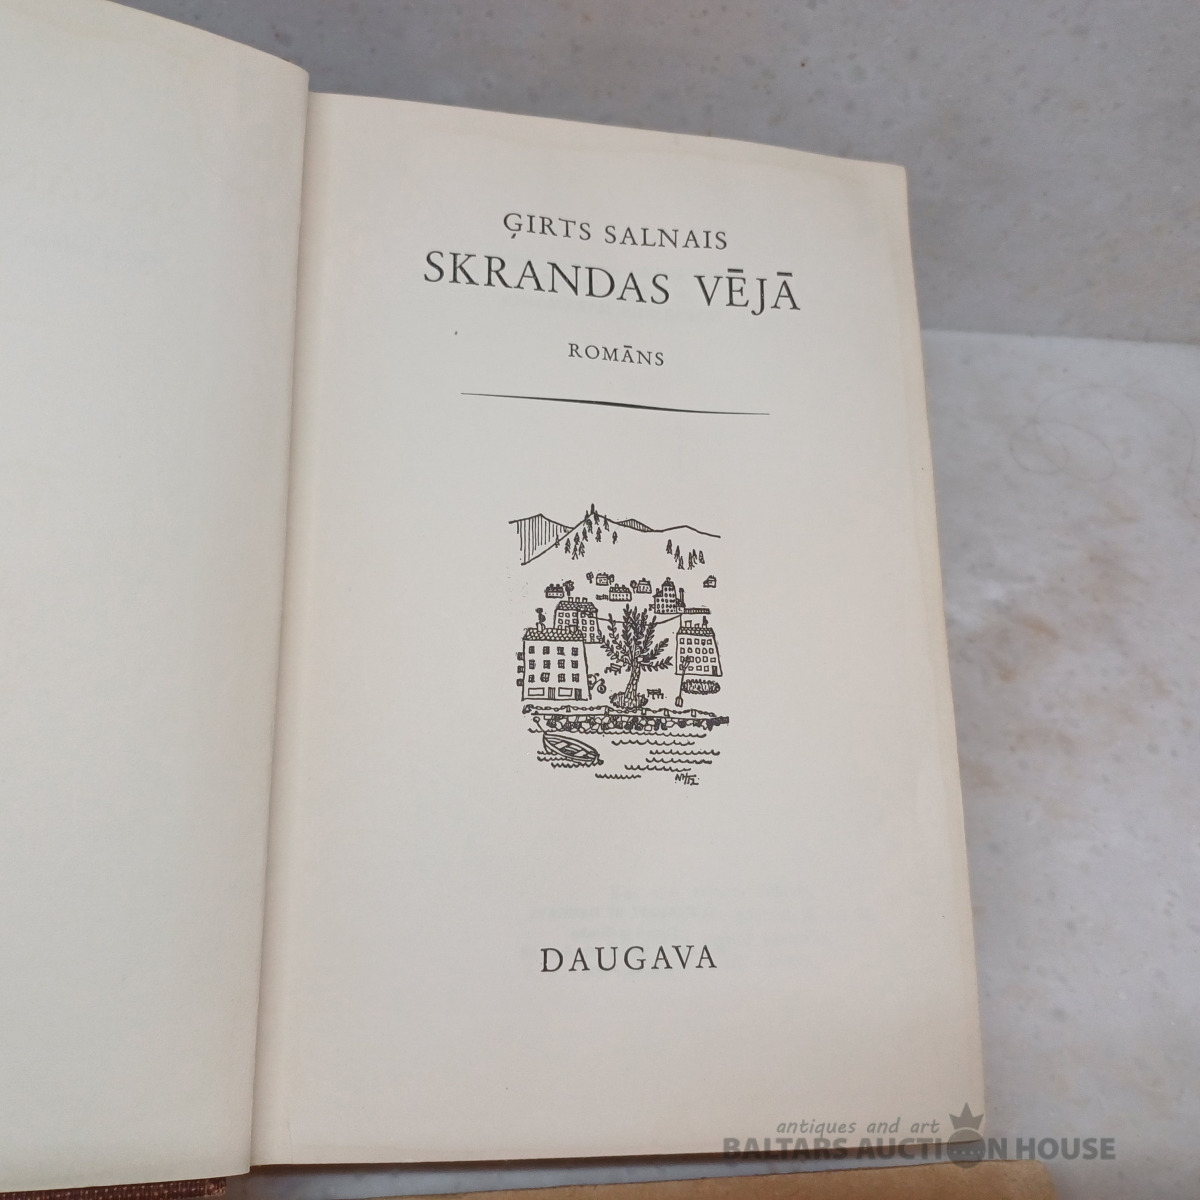 ĢIRTS SALNAIS
SKRANDAS VĒJĀ
ROMĀNS
DAUGAVA
antiques and art
BALTARS AUCTION HOUSE